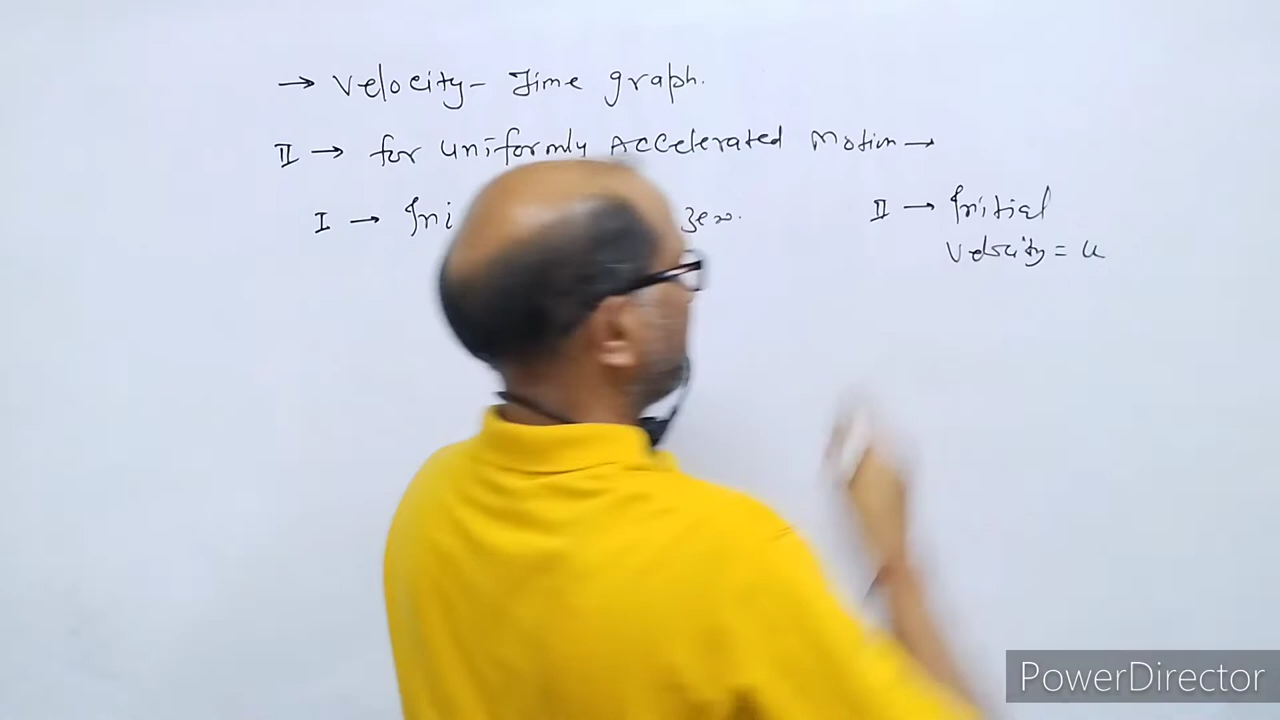 → Velocity- Time graph.
II → for Uniformly Accelerated Motion →
I → Ini zero.
II → Initial
Velocity = u
PowerDirector